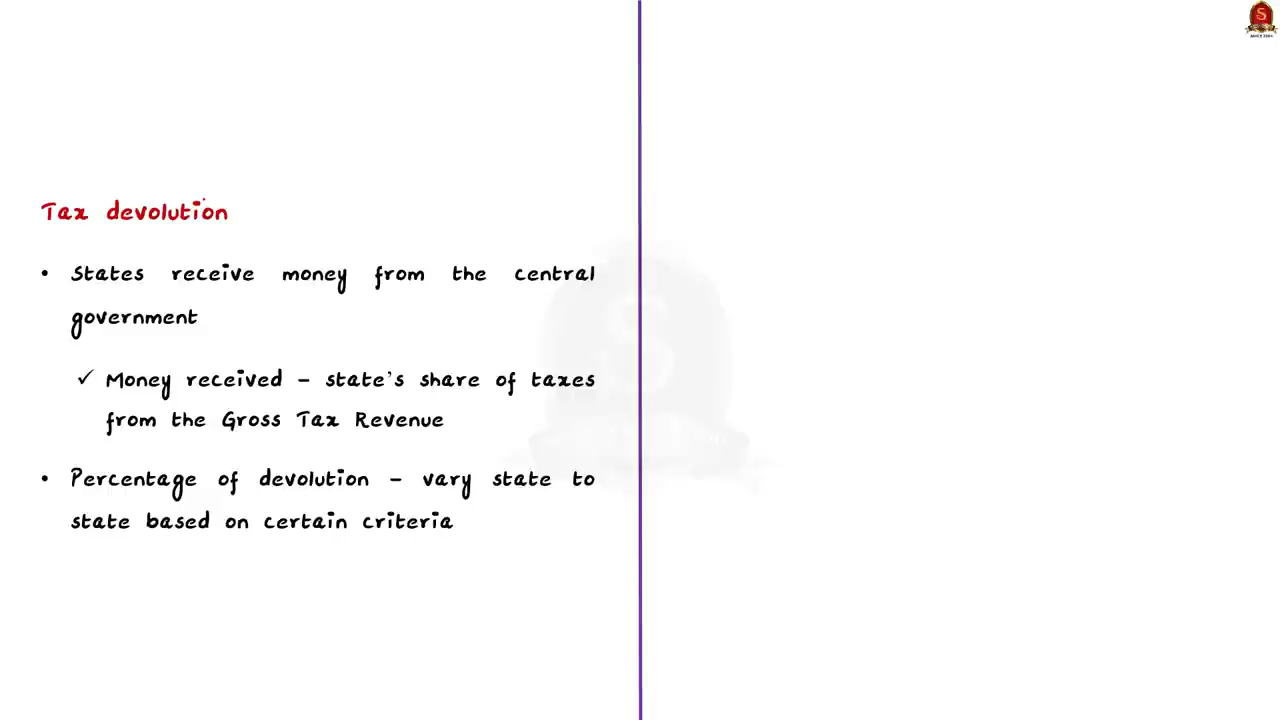 Tax devolution
• States receive money from the central
government
✓ Money received – state's share of taxes
from the Gross Tax Revenue
• Percentage of devolution – vary state to
state based on certain criteria